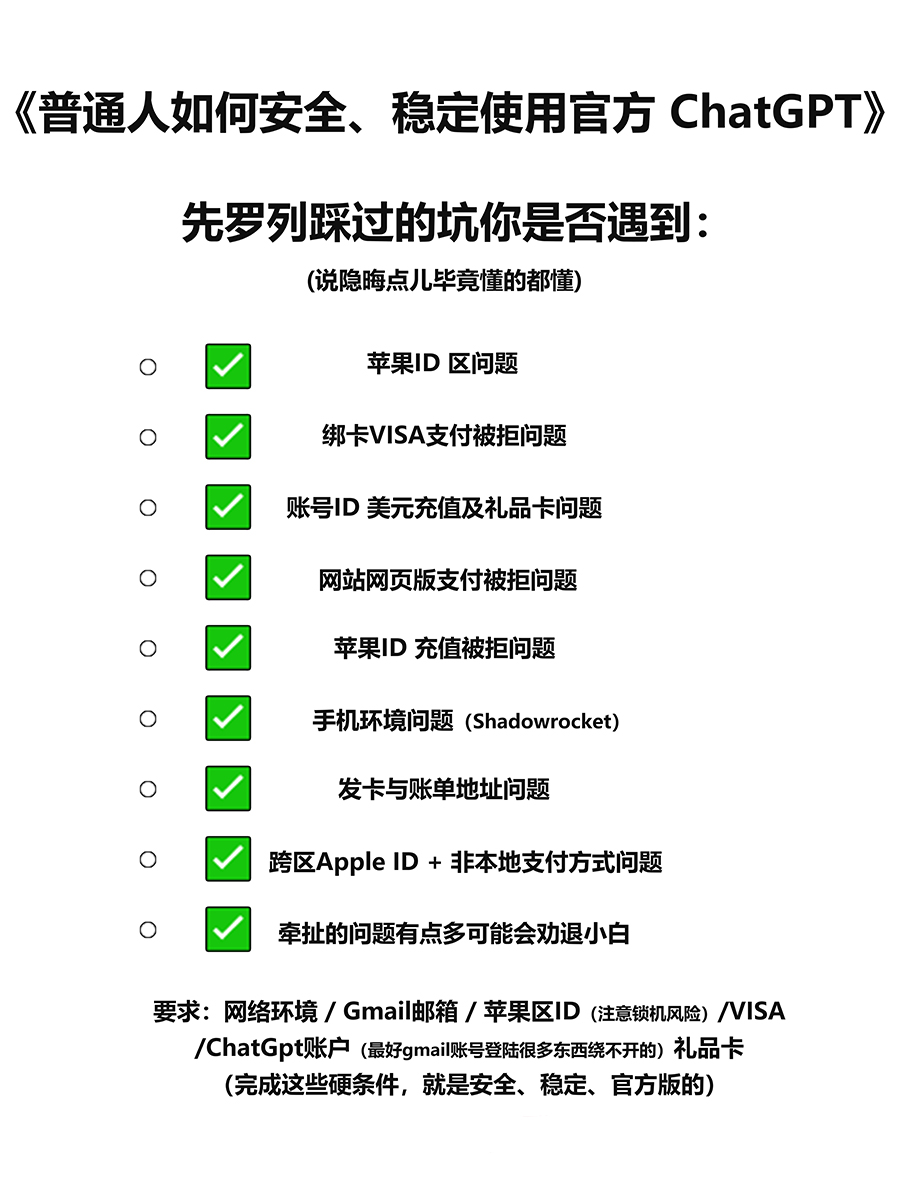 《普通人如何安全、稳定使用官方 ChatGPT》
先罗列踩过的坑你是否遇到：
(说隐晦点儿毕竟懂的都懂)
苹果ID 区问题
绑卡VISA支付被拒问题
账号ID 美元充值及礼品卡问题
网站网页版支付被拒问题
苹果ID 充值被拒问题
手机环境问题（Shadowrocket）
发卡与账单地址问题
跨区Apple ID + 非本地支付方式问题
牵扯的问题有点多可能会劝退小白
要求：网络环境 / Gmail邮箱 / 苹果区ID（注意锁机风险）/VISA
/ChatGpt账户（最好gmail账号登陆很多东西绕不开的）礼品卡
（完成这些硬条件，就是安全、稳定、官方版的）